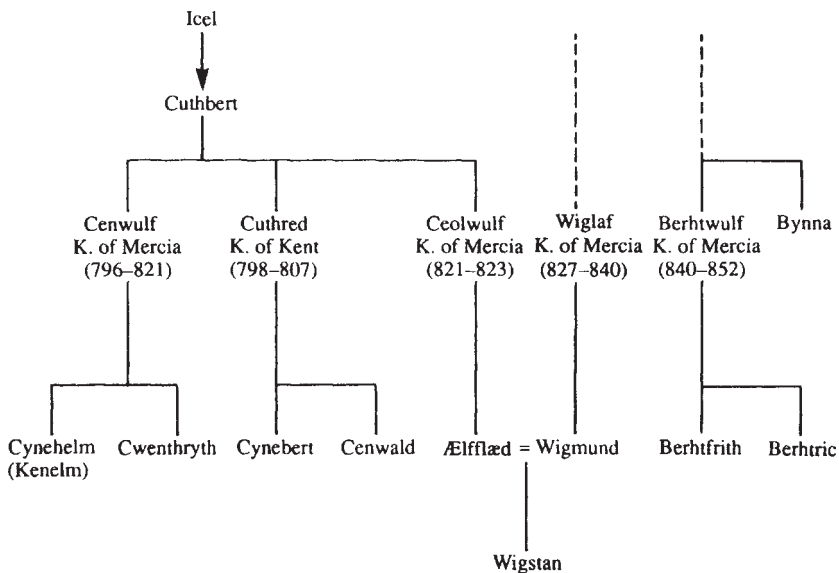 Icel
Cuthbert
Cenwulf
K. of Mercia
(796–821)
Cuthred
K. of Kent
(798–807)
Ceolwulf
K. of Mercia
(821–823)
Wiglaf
K. of Mercia
(827–840)
Berhtwulf
K. of Mercia
(840–852)
Bynna
Cynehelm
(Kenelm)
Cwenthryth
Cynebert
Cenwald
Ælfflæd = Wigmund
Berhtfrith
Berhtric
Wigstan